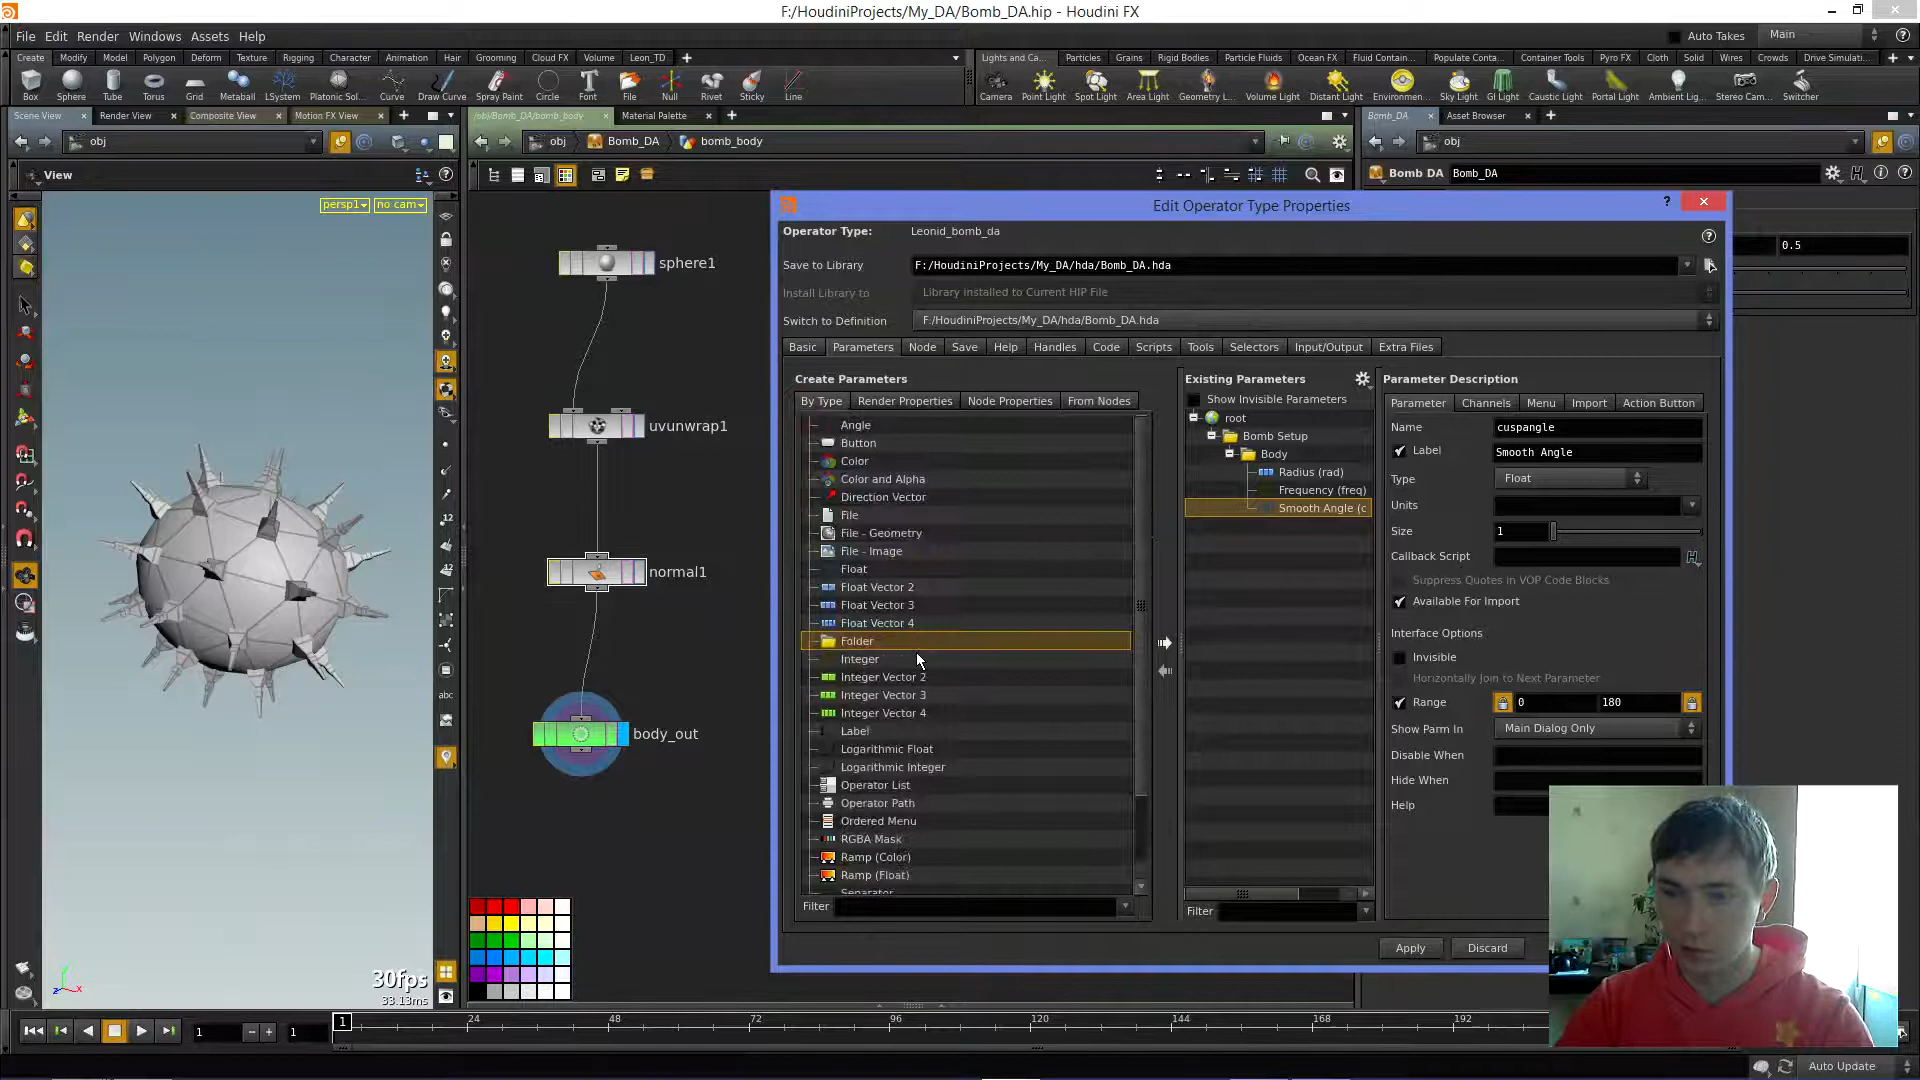 F:/HoudiniProjects/My_DA/Bomb_DA.hip - Houdini FX
File Edit Render Windows Assets Help
Auto Takes Main
Create Modify Model Polygon Deform Texture Rigging Character Animation Hair Grooming Cloud FX Volume Leon_TD
Lights and Ca... Particles Grains Rigid Bodies Particle Fluids Ocean FX Fluid Contain... Populate Conta... Container Tools Pyro FX Cloth Solid Wires Crowds Drive Simulati...
Box Sphere Tube Torus Grid Metaball LSystem Platonic Sol... Curve Draw Curve Spray Paint Circle Font File Null Rivet Sticky Line
Camera Point Light Spot Light Area Light Geometry L... Volume Light Distant Light Environmen... Sky Light GI Light Caustic Light Portal Light Ambient Lig... Stereo Cam... Switcher
Scene View Render View Composite View Motion FX View
/obj/Bomb_DA/bomb_body Material Palette
Bomb_DA Asset Browser
obj
obj Bomb_DA bomb_body
obj
View
Bomb DA Bomb_DA
persp1 no cam
0.5
sphere1
uvunwrap1
normal1
body_out
Edit Operator Type Properties
Operator Type: Leonid_bomb_da
Save to Library F:/HoudiniProjects/My_DA/hda/Bomb_DA.hda
Install Library to Library installed to Current HIP File
Switch to Definition F:/HoudiniProjects/My_DA/hda/Bomb_DA.hda
Basic Parameters Node Save Help Handles Code Scripts Tools Selectors Input/Output Extra Files
Create Parameters
By Type Render Properties Node Properties From Nodes
Angle
Button
Color
Color and Alpha
Direction Vector
File
File - Geometry
File - Image
Float
Float Vector 2
Float Vector 3
Float Vector 4
Folder
Integer
Integer Vector 2
Integer Vector 3
Integer Vector 4
Label
Logarithmic Float
Logarithmic Integer
Operator List
Operator Path
Ordered Menu
RGBA Mask
Ramp (Color)
Ramp (Float)
Separator
Filter
Existing Parameters
Show Invisible Parameters
root
Bomb Setup
Body
Radius (rad)
Frequency (freq)
Smooth Angle (c
Filter
Parameter Description
Parameter Channels Menu Import Action Button
Name cuspangle
Label Smooth Angle
Type Float
Units
Size 1
Callback Script
Suppress Quotes in VOP Code Blocks
Available For Import
Interface Options
Invisible
Horizontally Join to Next Parameter
Range 0 180
Show Parm In Main Dialog Only
Disable When
Hide When
Help
Apply Discard
30fps
33.13ms
12
12
abc
z x
1 1 1 24 48 72 96 120 144 168 192
Auto Update